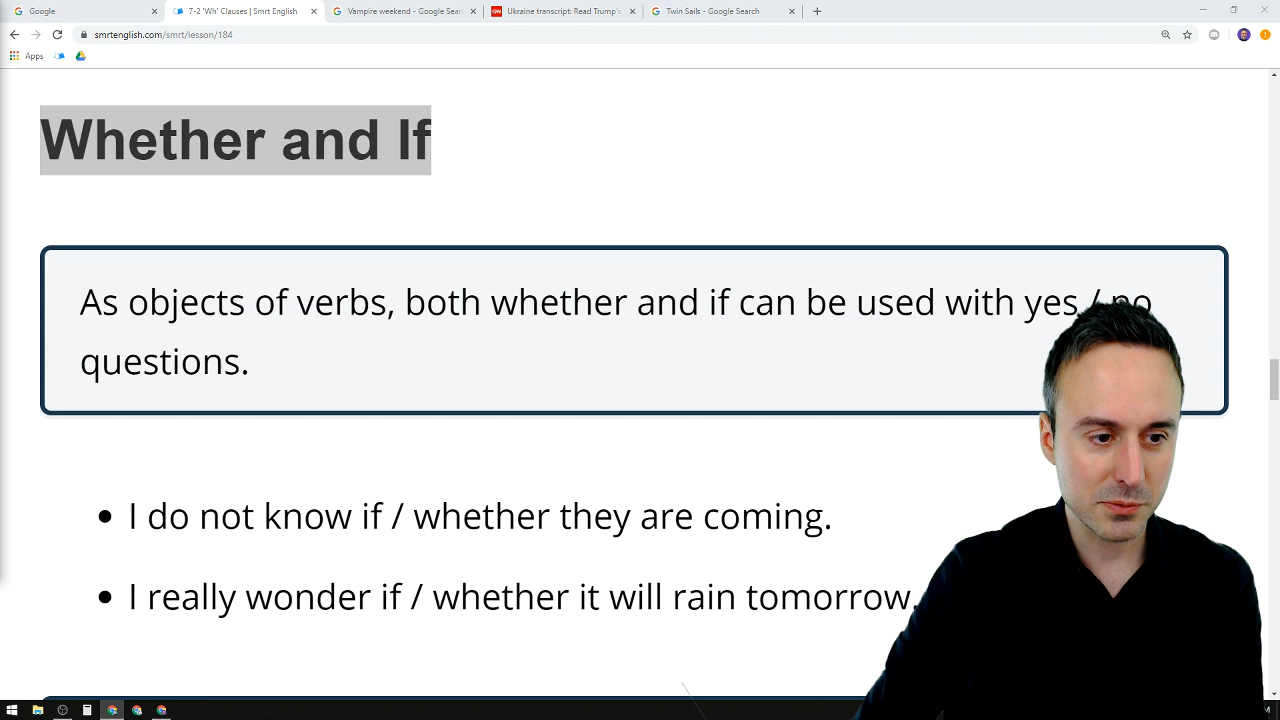 Google
7-2 'Wh' Clauses | Smrt English
Vampire weekend - Google Sear
CNN
Ukraine transcript: Read Trump's
Twin Sails - Google Search
smrtenglish.com/smrt/lesson/184
Apps
Whether and If
As objects of verbs, both whether and if can be used with yes / no
questions.
I do not know if / whether they are coming.
I really wonder if / whether it will rain tomorrow.